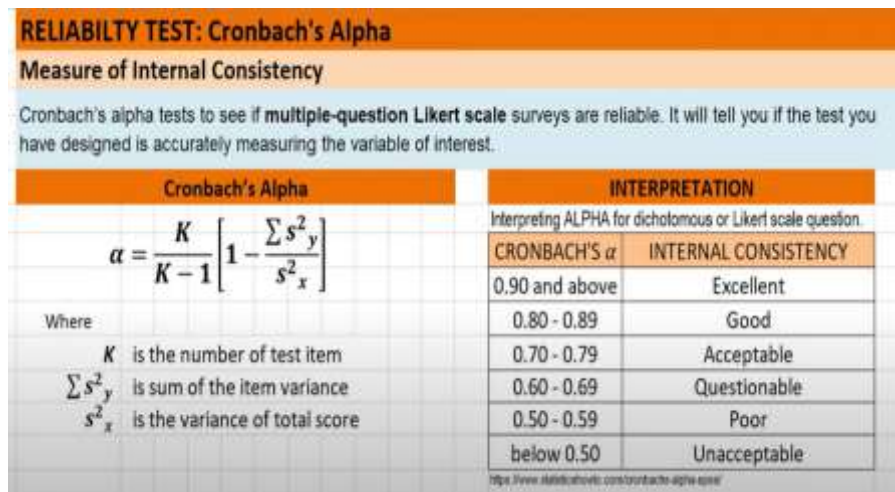 RELIABILTY TEST: Cronbach's Alpha
Measure of Internal Consistency
Cronbach's alpha tests to see if multiple-question Likert scale surveys are reliable. It will tell you if the test you
have designed is accurately measuring the variable of interest.
Cronbach's Alpha
α = K / (K − 1) [1 − ∑ s²y / s²x]
Where
K is the number of test item
∑ s²y is sum of the item variance
s²x is the variance of total score
INTERPRETATION
Interpreting ALPHA for dichotomous or Likert scale question.
CRONBACH'S α INTERNAL CONSISTENCY
0.90 and above Excellent
0.80 - 0.89 Good
0.70 - 0.79 Acceptable
0.60 - 0.69 Questionable
0.50 - 0.59 Poor
below 0.50 Unacceptable